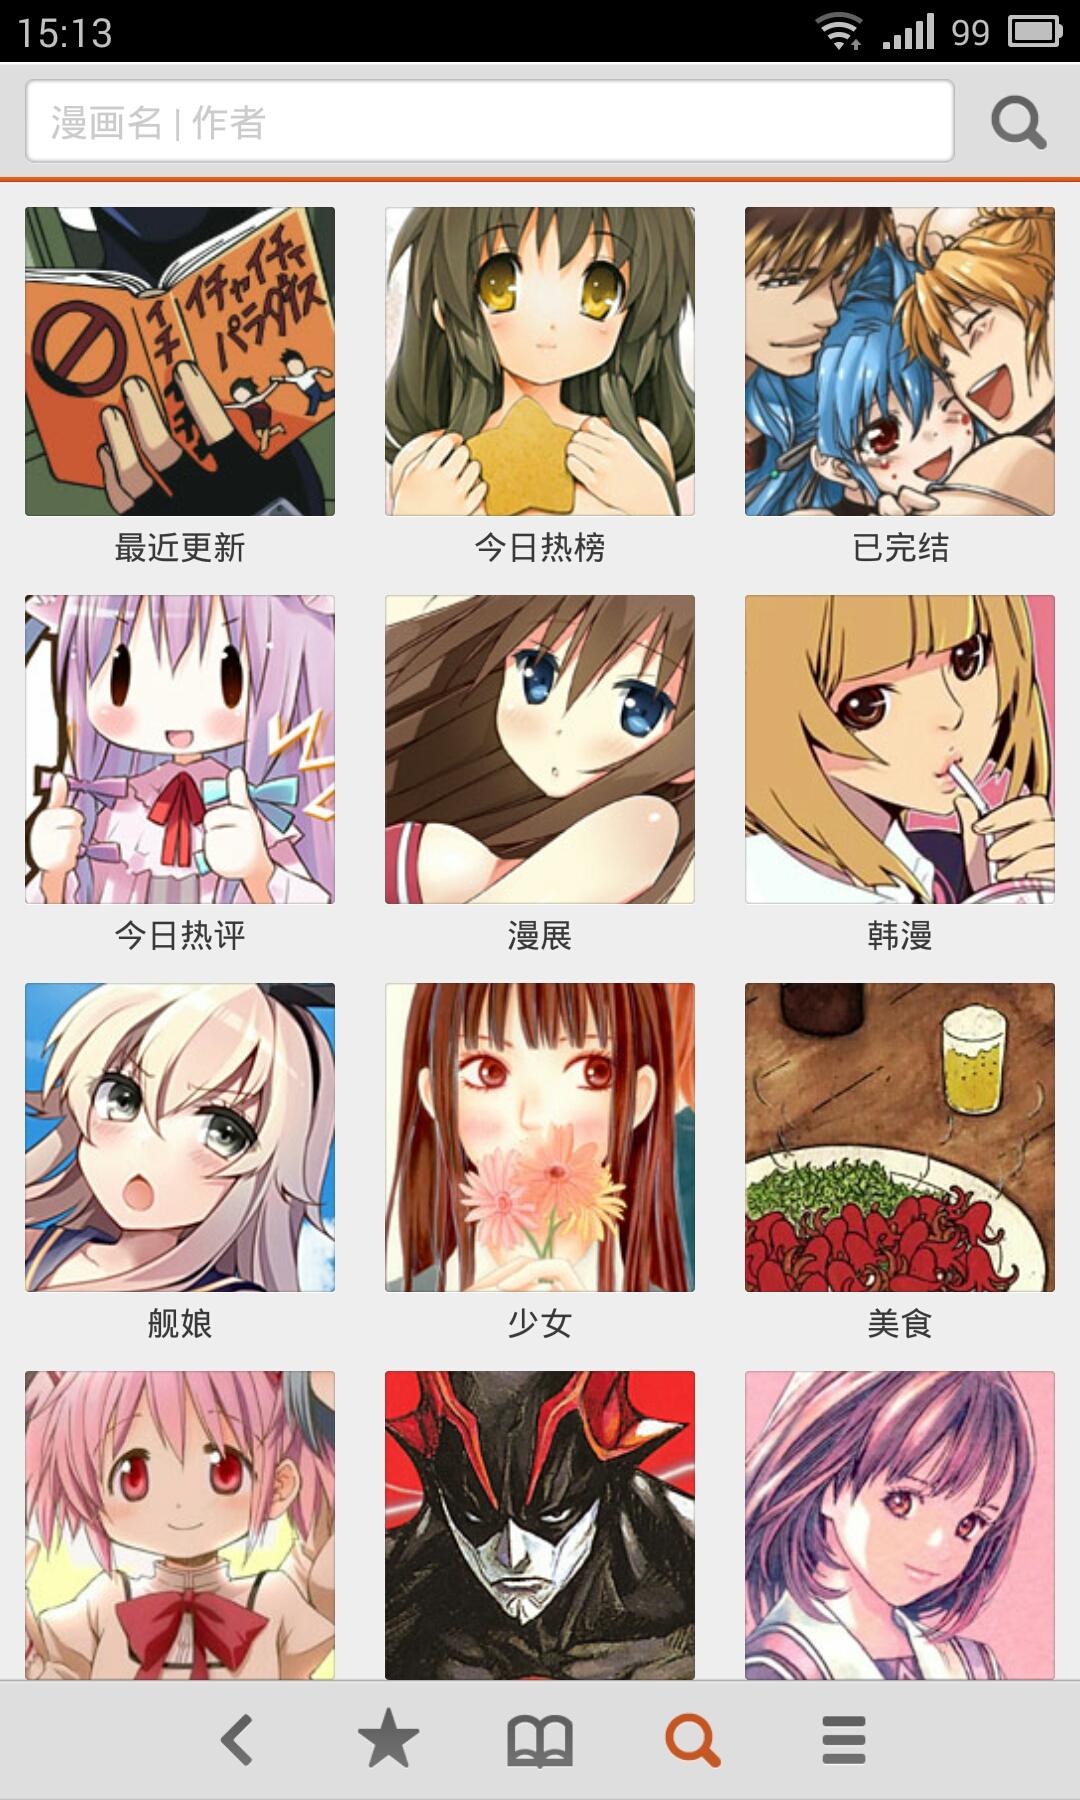 15:13
99
漫画名 | 作者
イチャイチャ
パラダイス
イチ
最近更新
今日热榜
已完结
今日热评
漫展
韩漫
舰娘
少女
美食